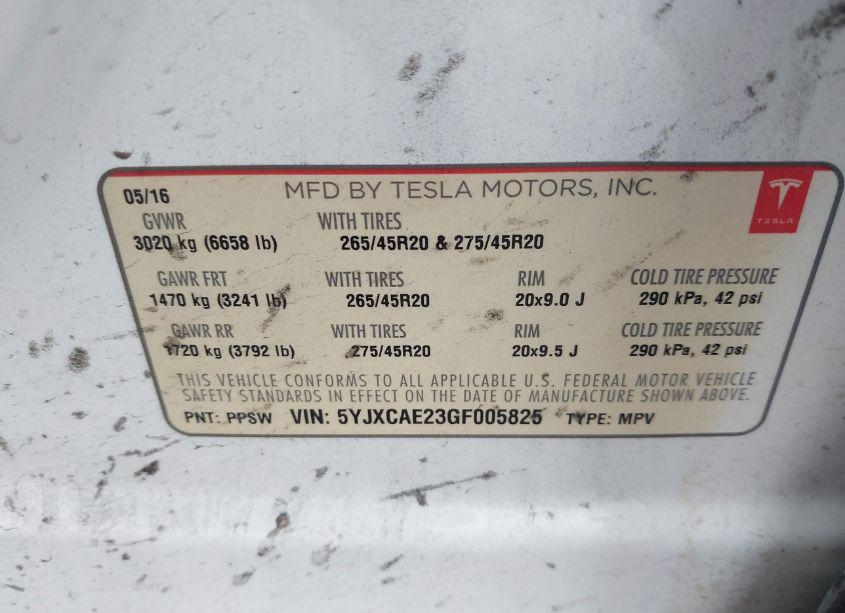 05/16 MFD BY TESLA MOTORS, INC.
TESLA
GVWR WITH TIRES
3020 kg (6658 lb) 265/45R20 & 275/45R20
GAWR FRT WITH TIRES RIM COLD TIRE PRESSURE
1470 kg (3241 lb) 265/45R20 20x9.0 J 290 kPa, 42 psi
GAWR RR WITH TIRES RIM COLD TIRE PRESSURE
1720 kg (3792 lb) 275/45R20 20x9.5 J 290 kPa, 42 psi
THIS VEHICLE CONFORMS TO ALL APPLICABLE U.S. FEDERAL MOTOR VEHICLE
SAFETY STANDARDS IN EFFECT ON THE DATE OF MANUFACTURE SHOWN ABOVE.
PNT: PPSW VIN: 5YJXCAE23GF005825 TYPE: MPV